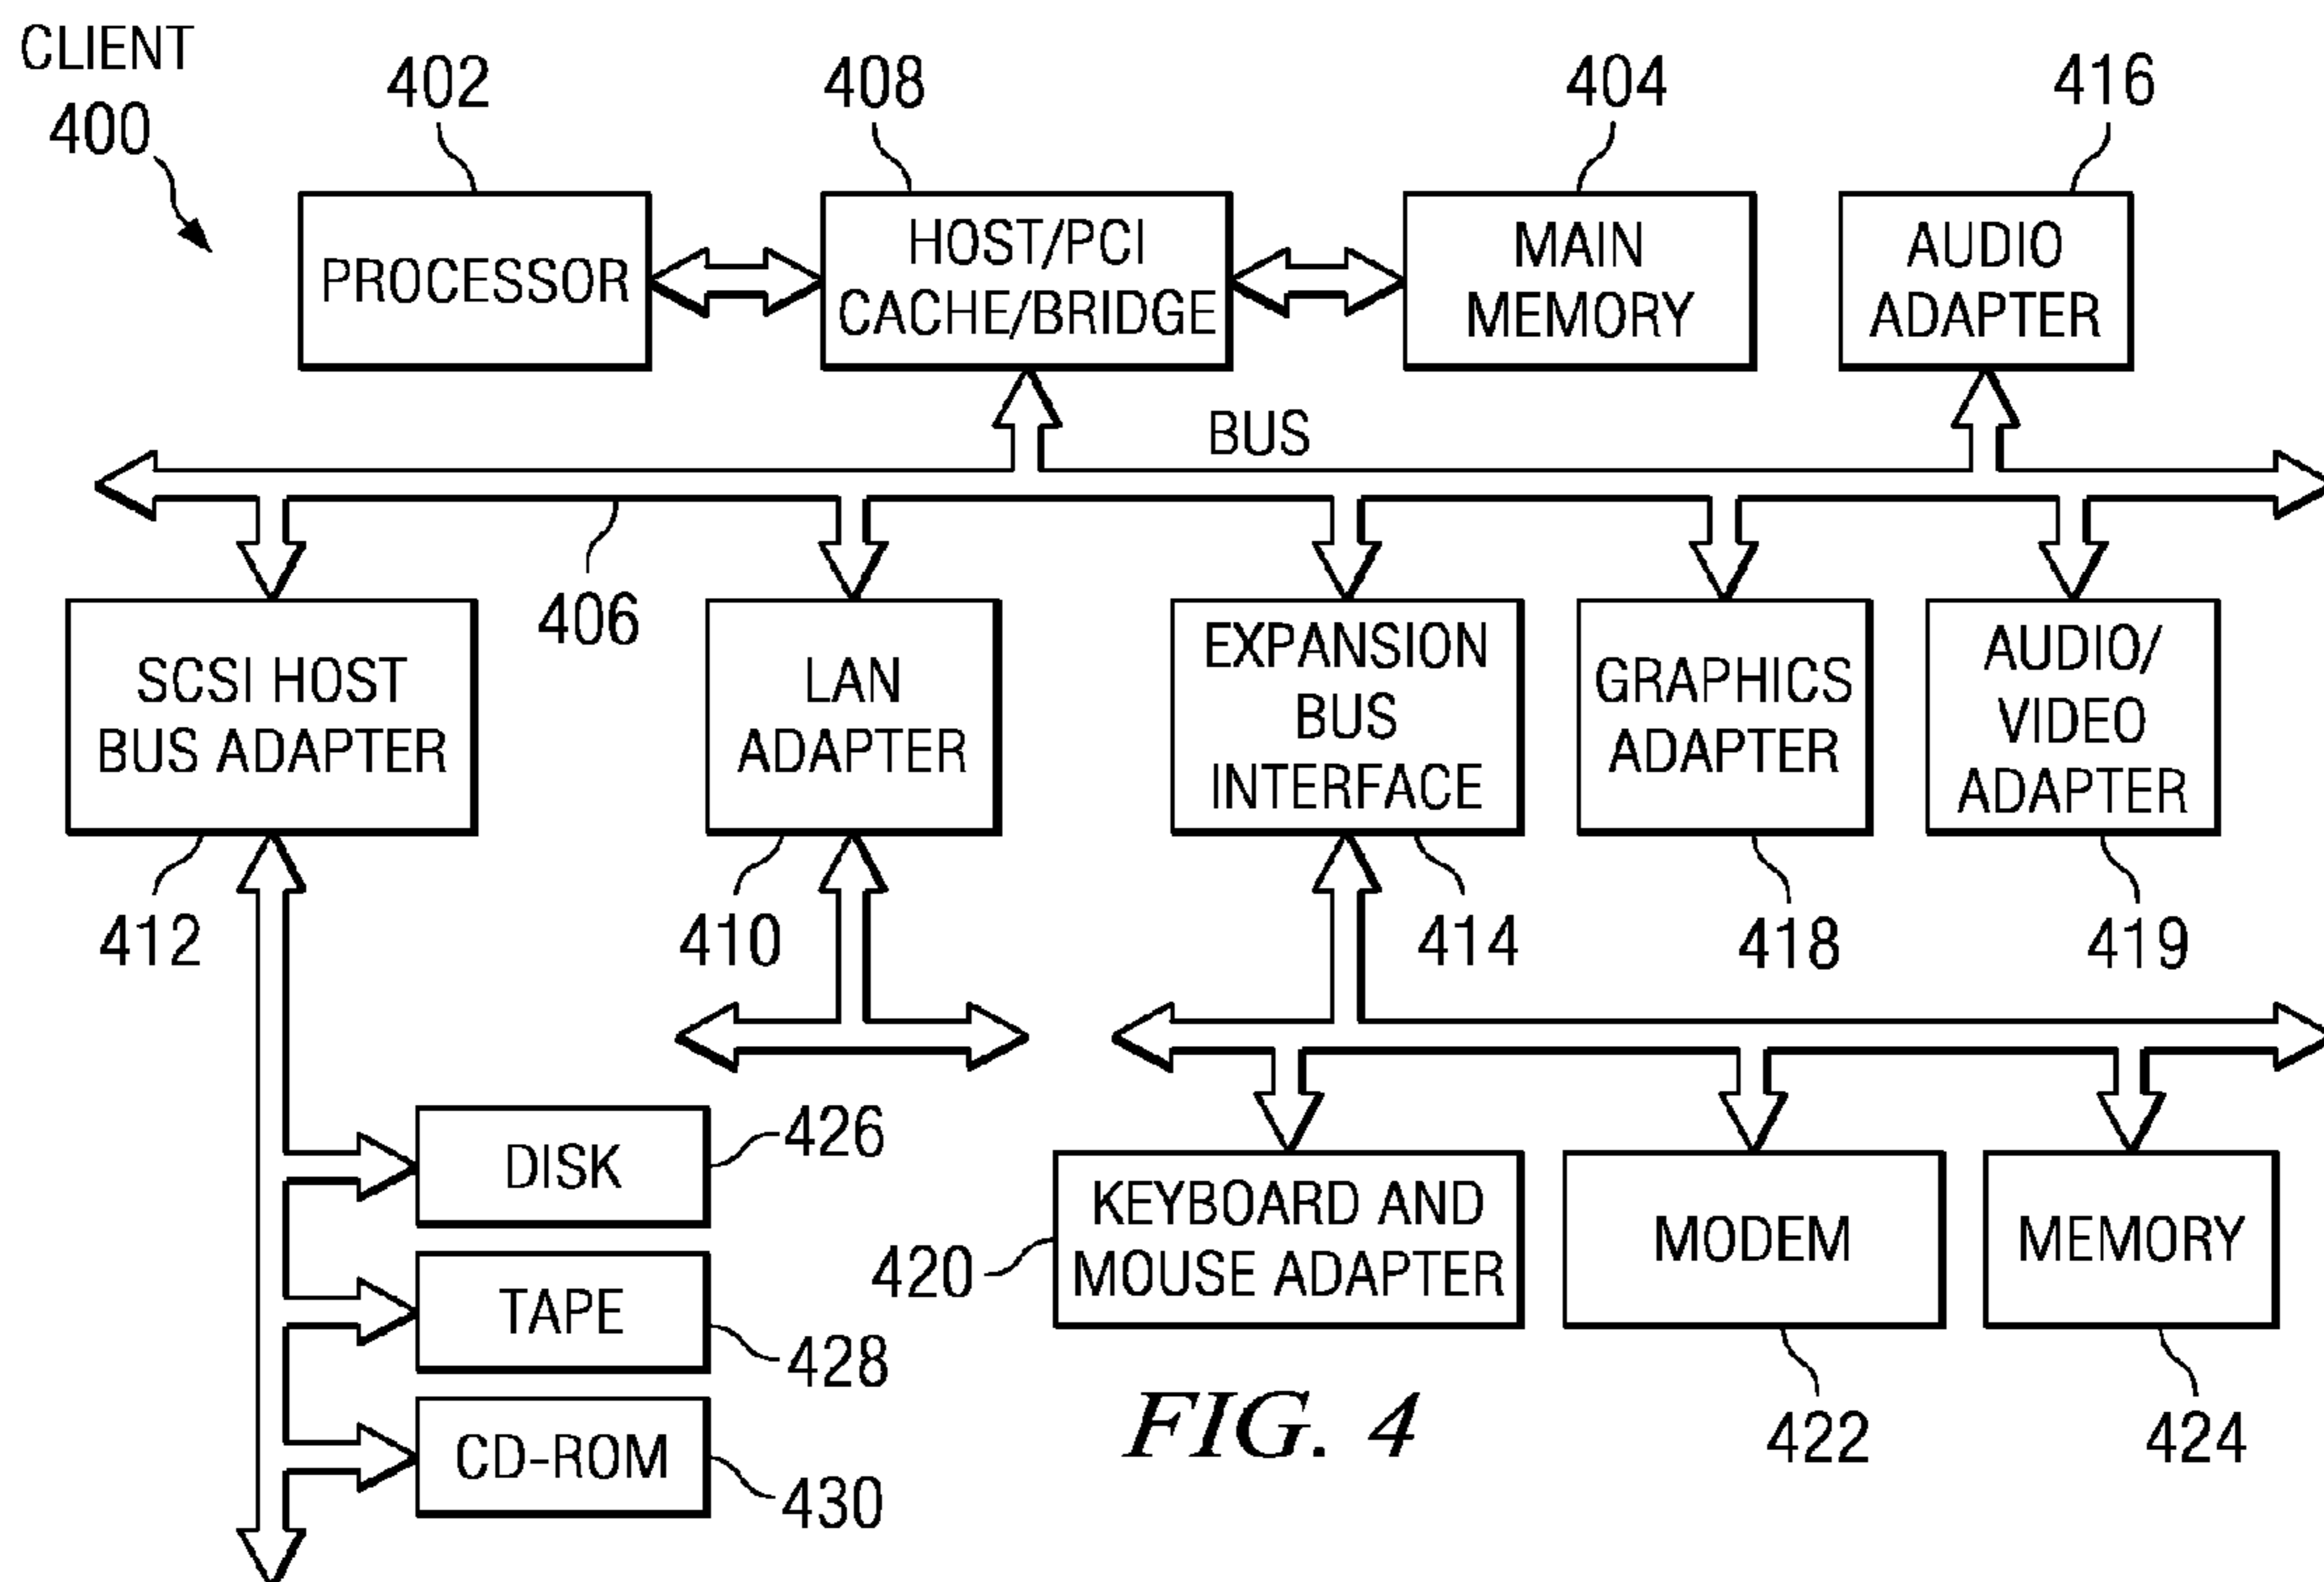 CLIENT
400
402
408
404
416
PROCESSOR
HOST/PCI
CACHE/BRIDGE
MAIN
MEMORY
AUDIO
ADAPTER
BUS
406
SCSI HOST
BUS ADAPTER
LAN
ADAPTER
EXPANSION
BUS
INTERFACE
GRAPHICS
ADAPTER
AUDIO/
VIDEO
ADAPTER
412
410
414
418
419
DISK
426
TAPE
428
CD-ROM
430
420
KEYBOARD AND
MOUSE ADAPTER
MODEM
MEMORY
422
424
FIG. 4